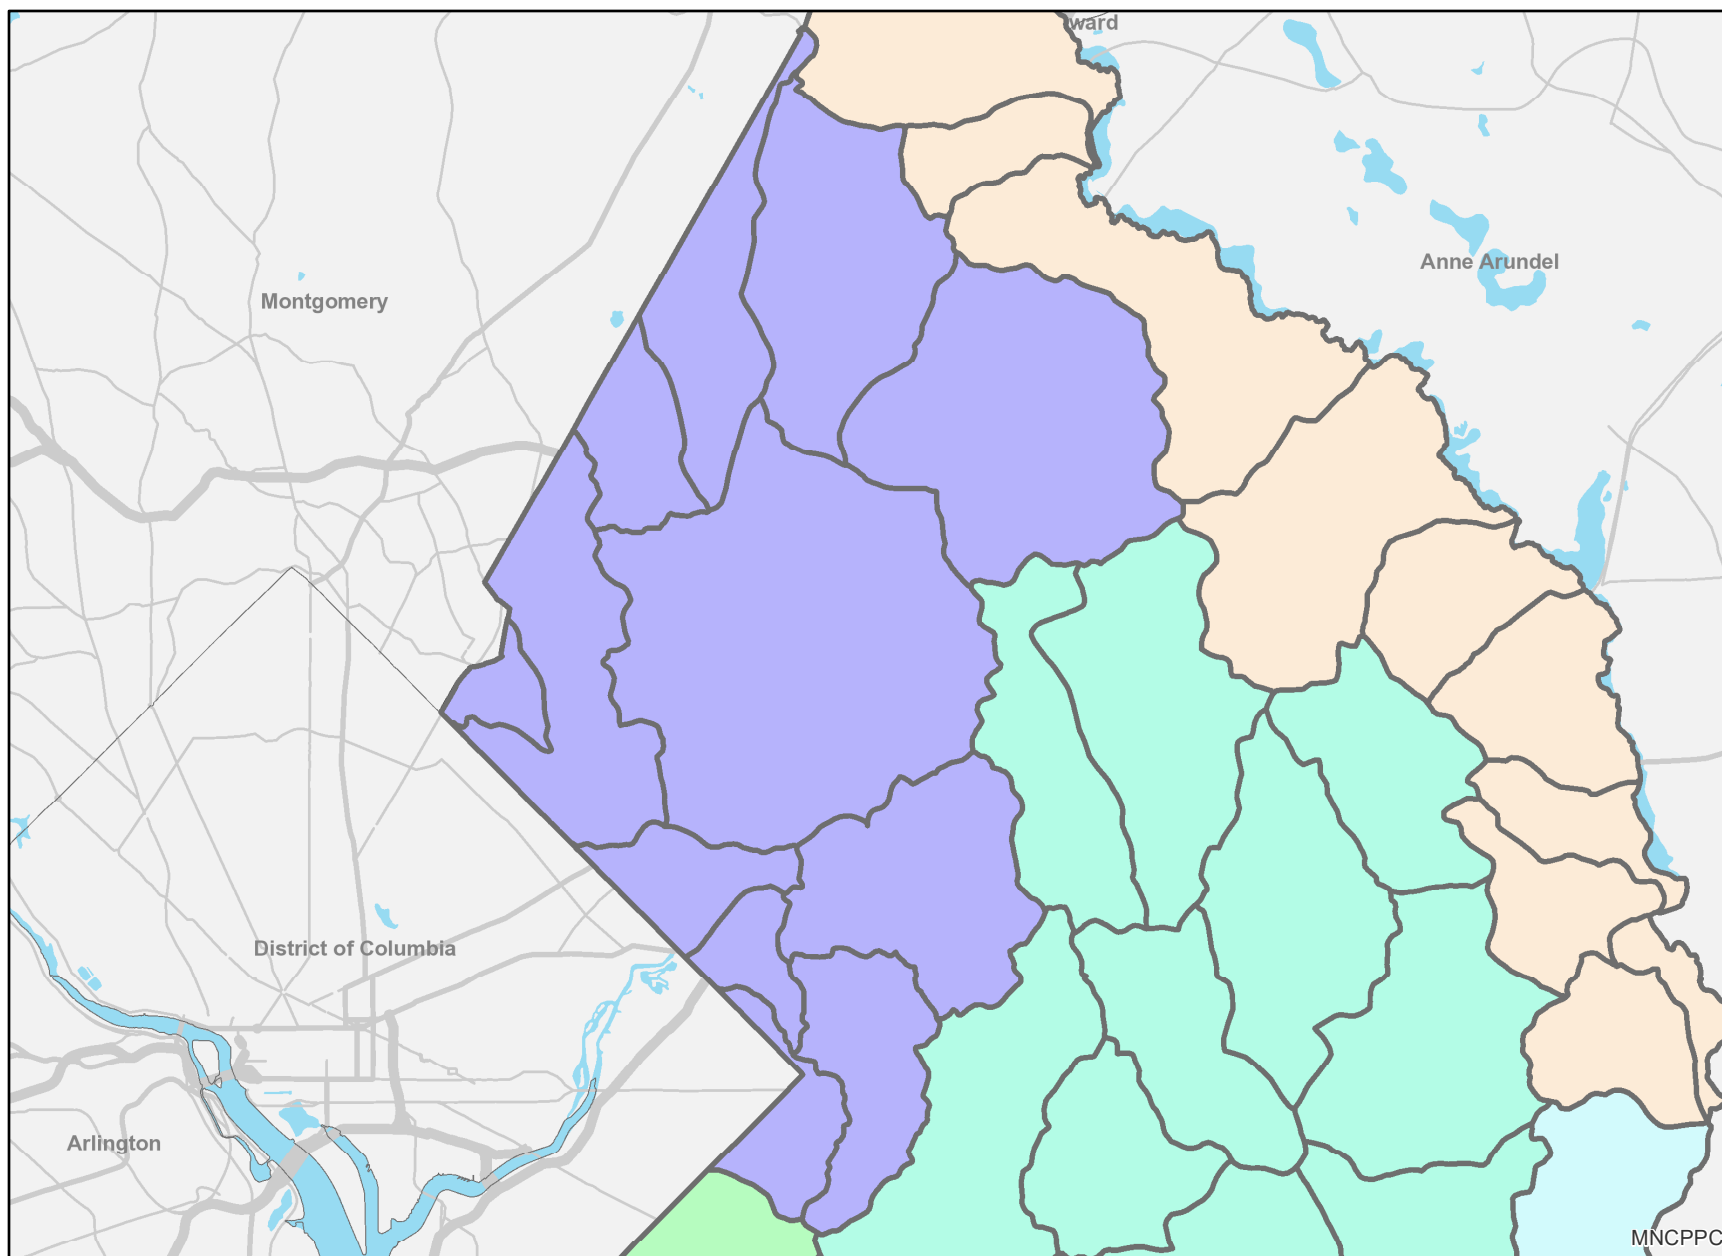 ward
Anne Arundel
Montgomery
District of Columbia
Arlington
MNCPPC